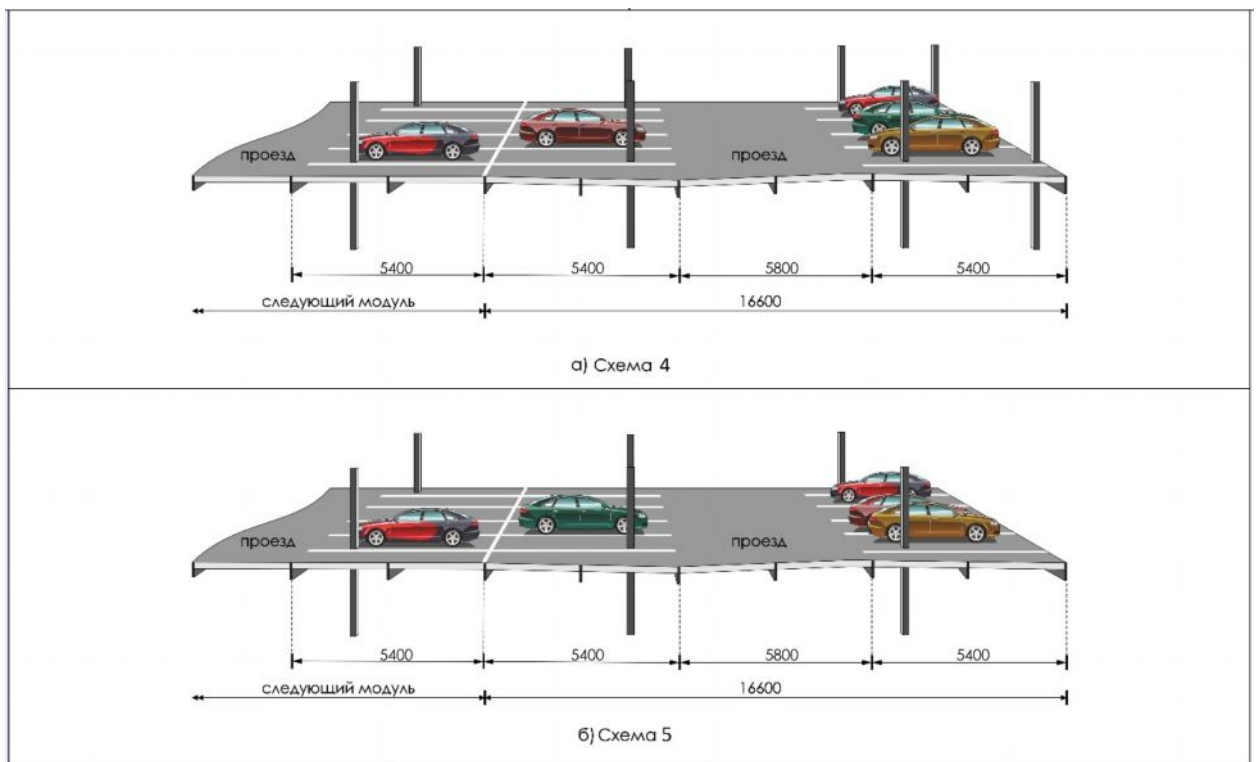 проезд
проезд
5400
5400
5800
5400
следующий модуль
16600
а) Схема 4
проезд
проезд
5400
5400
5800
5400
следующий модуль
16600
б) Схема 5